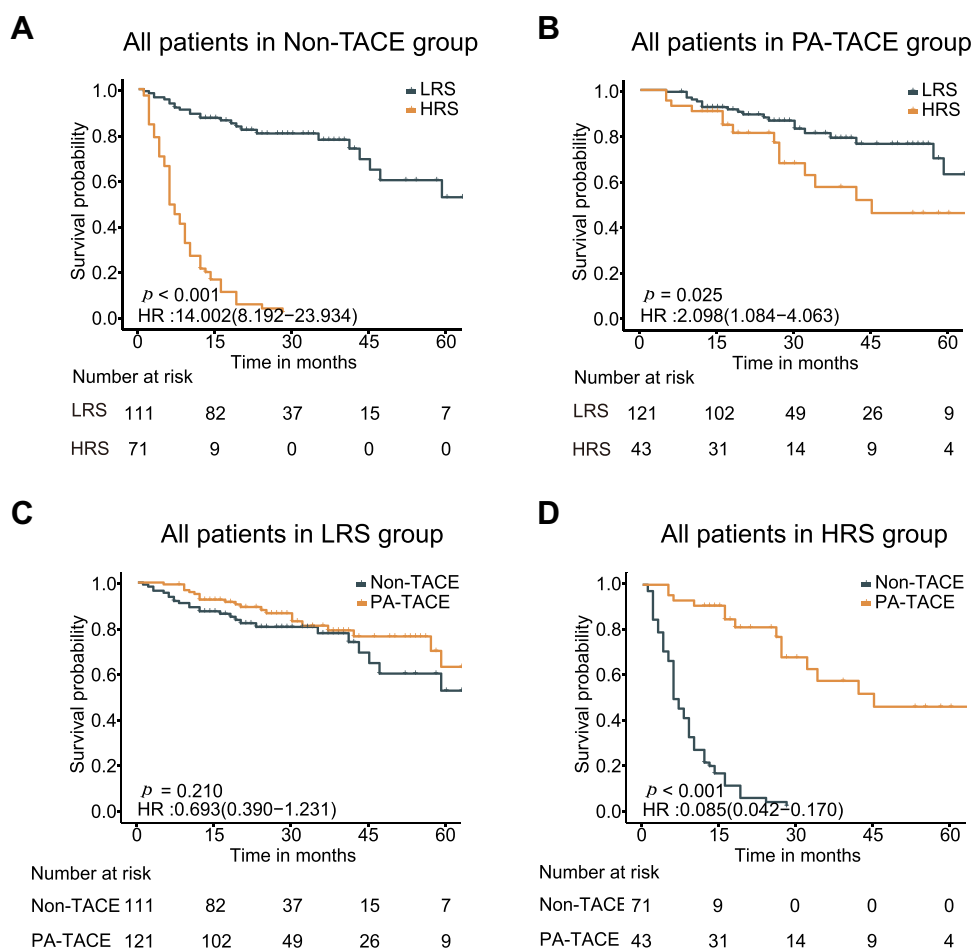 A
All patients in Non-TACE group
LRS
HRS
Survival probability
1.0
0.8
0.6
0.4
0.2
0.0
p < 0.001
HR :14.002(8.192−23.934)
0 15 30 45 60
Time in months
Number at risk
LRS 111 82 37 15 7
HRS 71 9 0 0 0
B
All patients in PA-TACE group
LRS
HRS
Survival probability
1.0
0.8
0.6
0.4
0.2
0.0
p = 0.025
HR :2.098(1.084−4.063)
0 15 30 45 60
Time in months
Number at risk
LRS 121 102 49 26 9
HRS 43 31 14 9 4
C
All patients in LRS group
Non-TACE
PA-TACE
Survival probability
1.0
0.8
0.6
0.4
0.2
0.0
p = 0.210
HR :0.693(0.390−1.231)
0 15 30 45 60
Time in months
Number at risk
Non-TACE 111 82 37 15 7
PA-TACE 121 102 49 26 9
D
All patients in HRS group
Non-TACE
PA-TACE
Survival probability
1.0
0.8
0.6
0.4
0.2
0.0
p < 0.001
HR :0.085(0.042−0.170)
0 15 30 45 60
Time in months
Number at risk
Non-TACE 71 9 0 0 0
PA-TACE 43 31 14 9 4